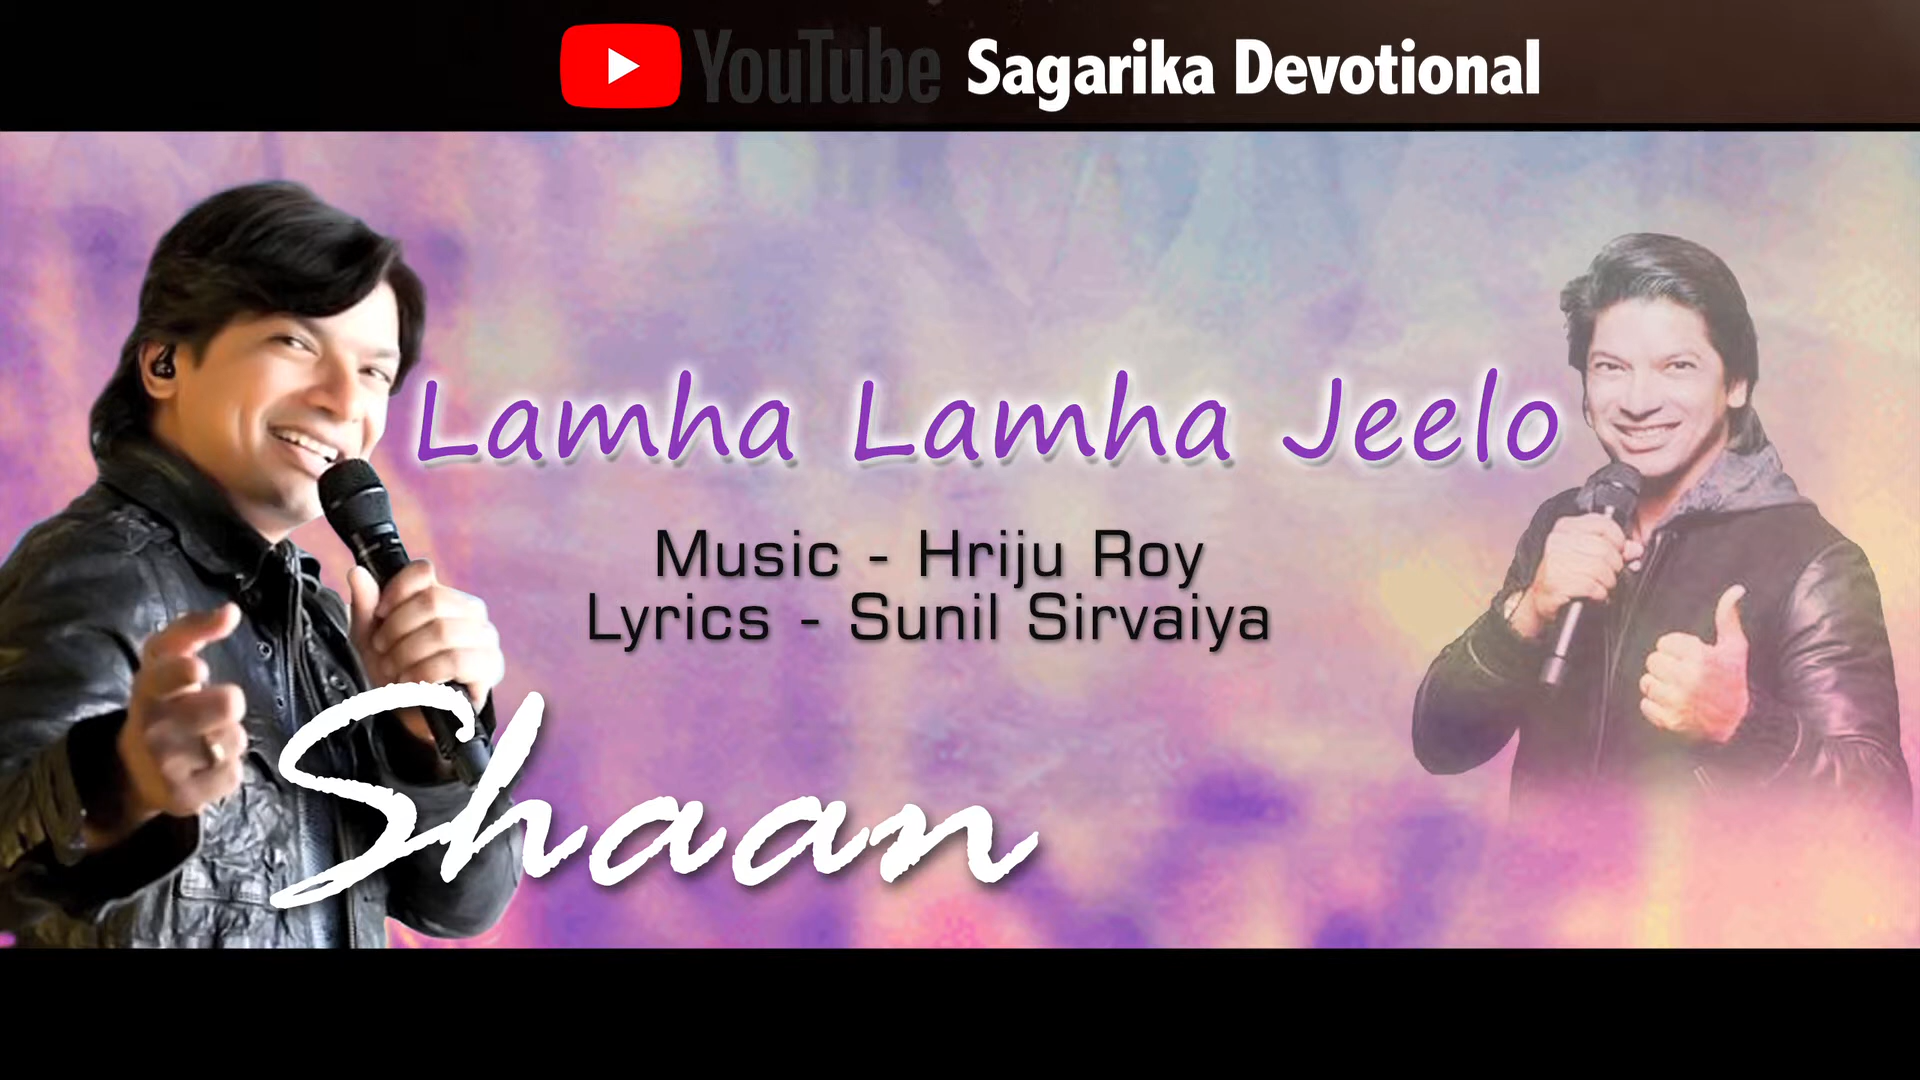 YouTube Sagarika Devotional
Lamha Lamha Jeelo
Music - Hriju Roy
Lyrics - Sunil Sirvaiya
Shaan